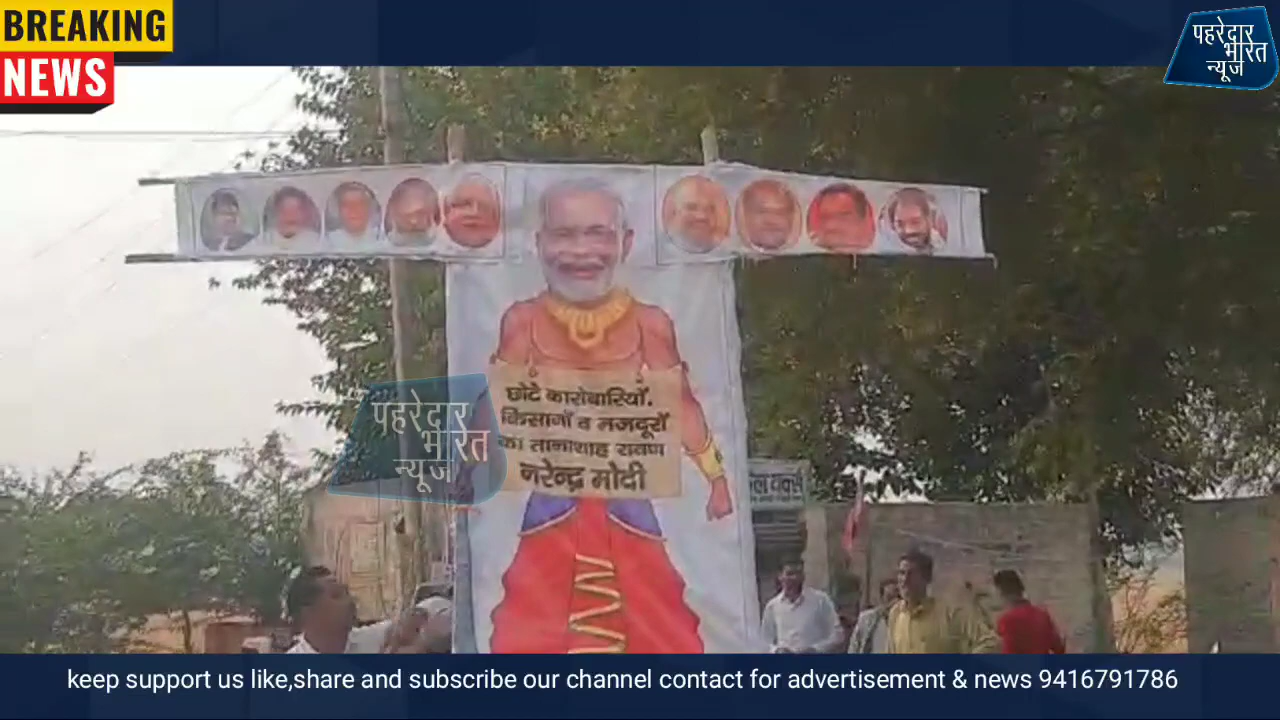 BREAKING
NEWS
पहरेदार
भारत
न्यूज
छोटे कारोबारियों,
किसानों व मजदूरों
का तानाशाह रावण
नरेन्द्र मोदी
पहरेदार
भारत
न्यूज
keep support us like,share and subscribe our channel contact for advertisement & news 9416791786